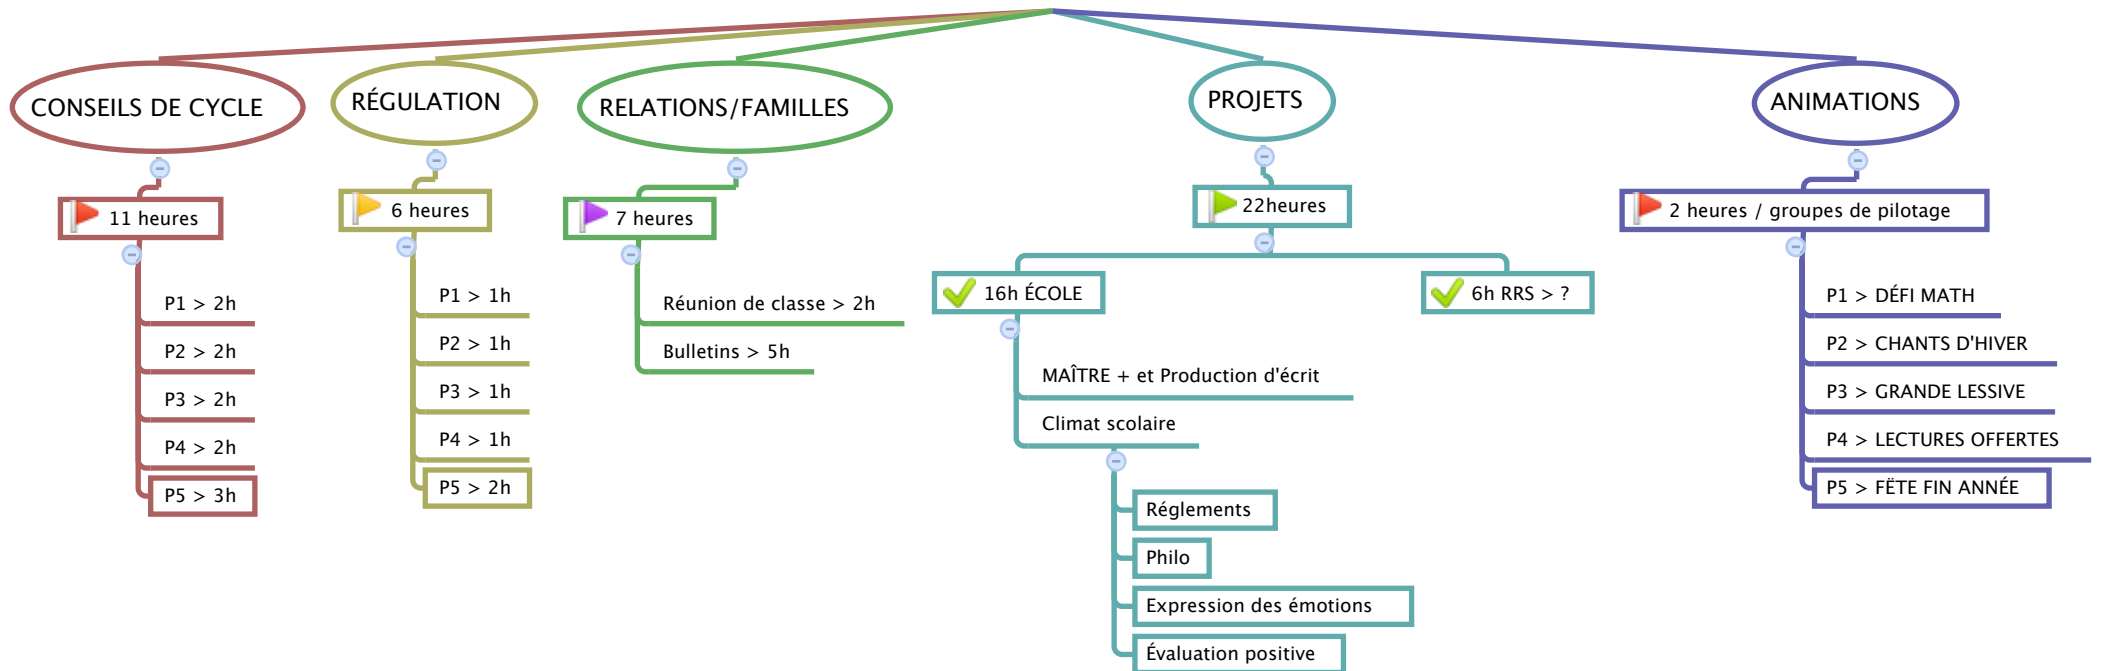 CONSEILS DE CYCLE
11 heures
P1 > 2h
P2 > 2h
P3 > 2h
P4 > 2h
P5 > 3h
RÉGULATION
6 heures
P1 > 1h
P2 > 1h
P3 > 1h
P4 > 1h
P5 > 2h
RELATIONS/FAMILLES
7 heures
Réunion de classe > 2h
Bulletins > 5h
PROJETS
22heures
16h ÉCOLE
MAÎTRE + et Production d'écrit
Climat scolaire
Réglements
Philo
Expression des émotions
Évaluation positive
6h RRS > ?
ANIMATIONS
2 heures / groupes de pilotage
P1 > DÉFI MATH
P2 > CHANTS D'HIVER
P3 > GRANDE LESSIVE
P4 > LECTURES OFFERTES
P5 > FËTE FIN ANNÉE